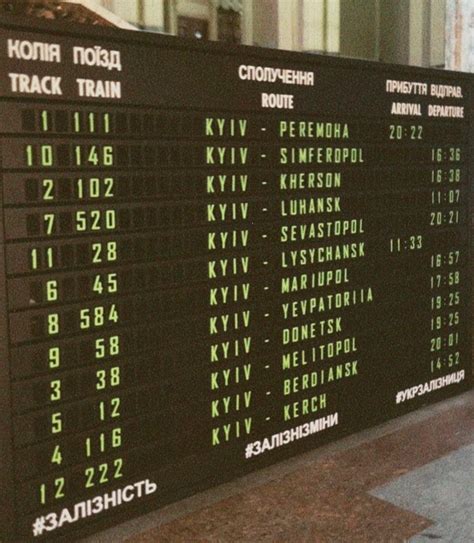 КОЛІЯ ПОЇЗД СПОЛУЧЕННЯ ПРИБУТТЯ ВІДПРАВ.
TRACK TRAIN ROUTE ARRIVAL DEPARTURE
1 111 KYIV - PEREMOHA 20:22
10 146 KYIV - SIMFEROPOL 16:36
2 102 KYIV - KHERSON 16:38
7 520 KYIV - LUHANSK 11:07
11 28 KYIV - SEVASTOPOL 20:21
6 45 KYIV - LYSYCHANSK 11:33
8 584 KYIV - MARIUPOL 16:57
9 58 KYIV - YEVPATORIIA 17:58
3 38 KYIV - DONETSK 19:25
5 12 KYIV - MELITOPOL 19:25
4 116 KYIV - BERDIANSK 20:01
12 222 KYIV - KERCH 14:52
#ЗАЛІЗНІСТЬ #ЗАЛІЗНІЗМІНИ #УКРЗАЛІЗНИЦЯ